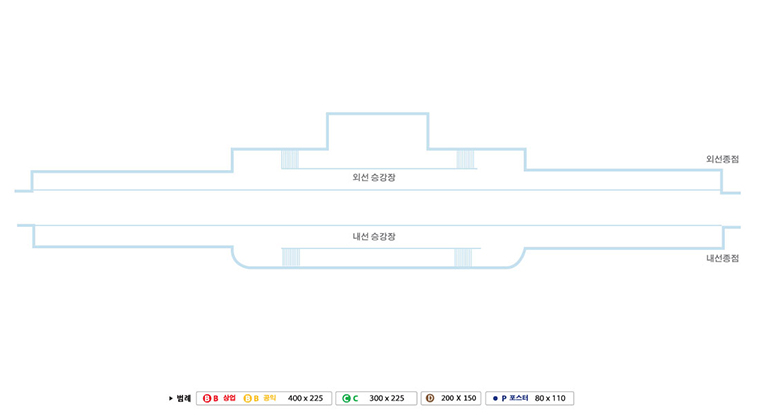 외선종점
외선 승강장
내선 승강장
내선종점
▶ 범례 B B 상업 B B 공익 400 x 225 C C 300 x 225 D 200 X 150 ● P 포스터 80 x 110